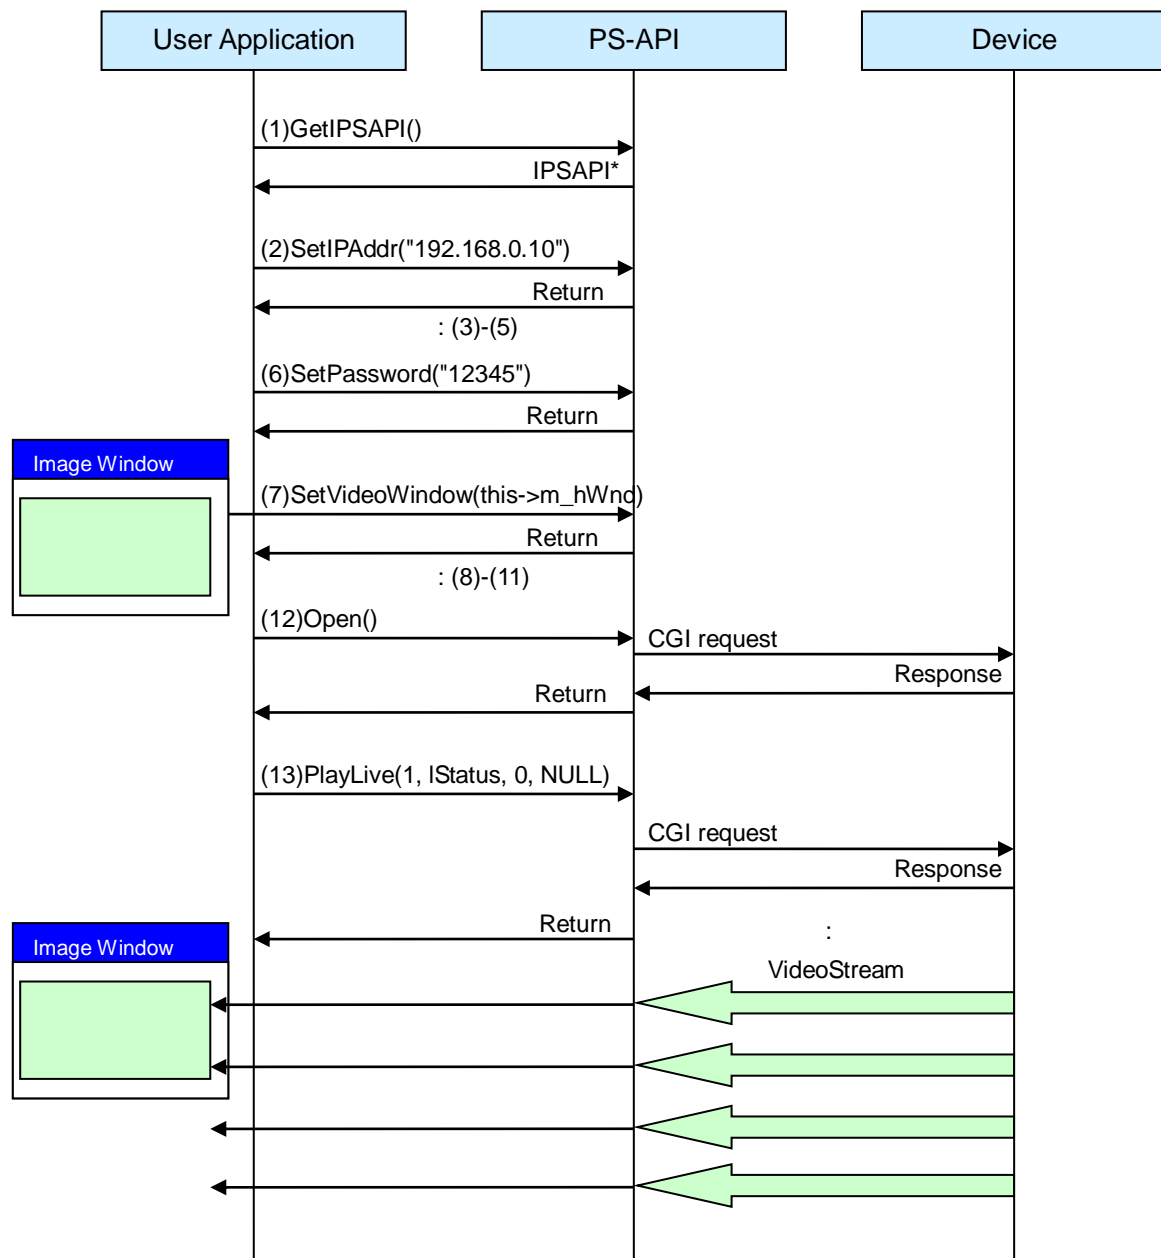 User Application
PS-API
Device
(1)GetIPSAPI()
IPSAPI*
(2)SetIPAddr("192.168.0.10")
Return
: (3)-(5)
(6)SetPassword("12345")
Return
Image Window
(7)SetVideoWindow(this->m_hWnd)
Return
: (8)-(11)
(12)Open()
CGI request
Response
Return
(13)PlayLive(1, lStatus, 0, NULL)
CGI request
Response
Return
:
Image Window
VideoStream